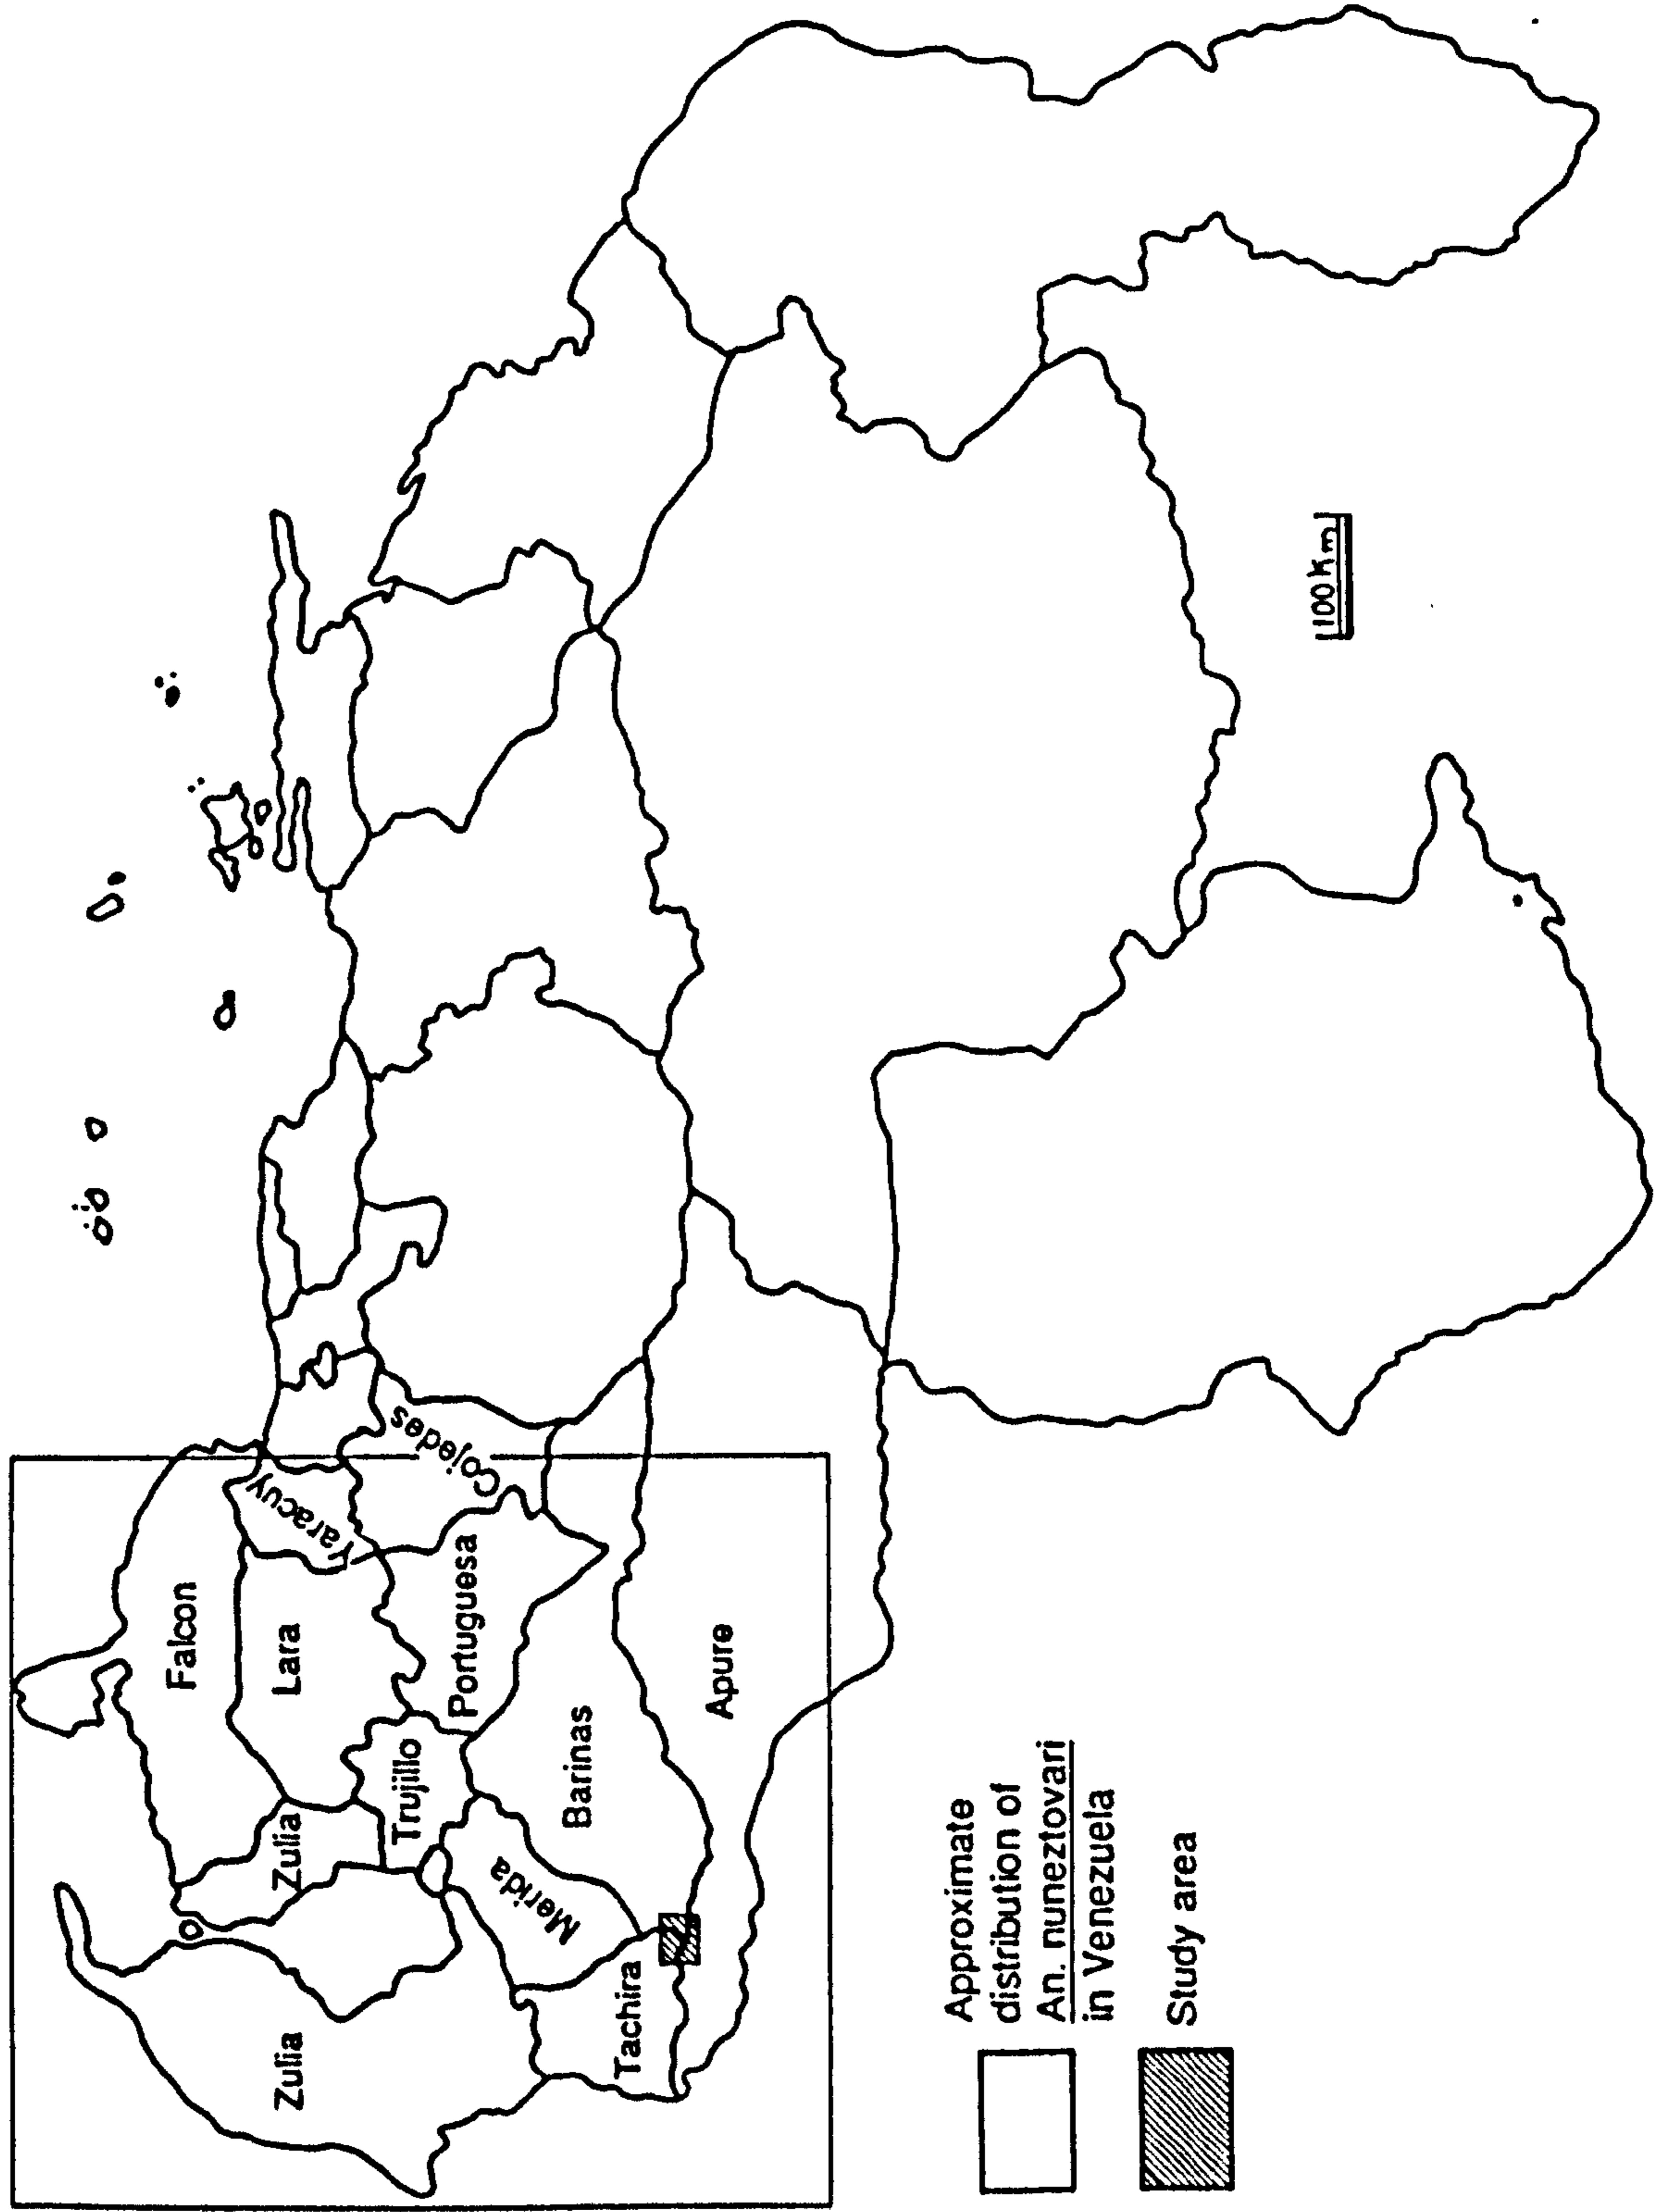 Falcon
Zulia
Zulia
Lara
Yaracuy
Trujillo
Portuguesa
Cojedes
Merida
Barinas
Tachira
Apure
Approximate
distribution of
An. nuneztovari
in Venezuela
Study area
100 Km